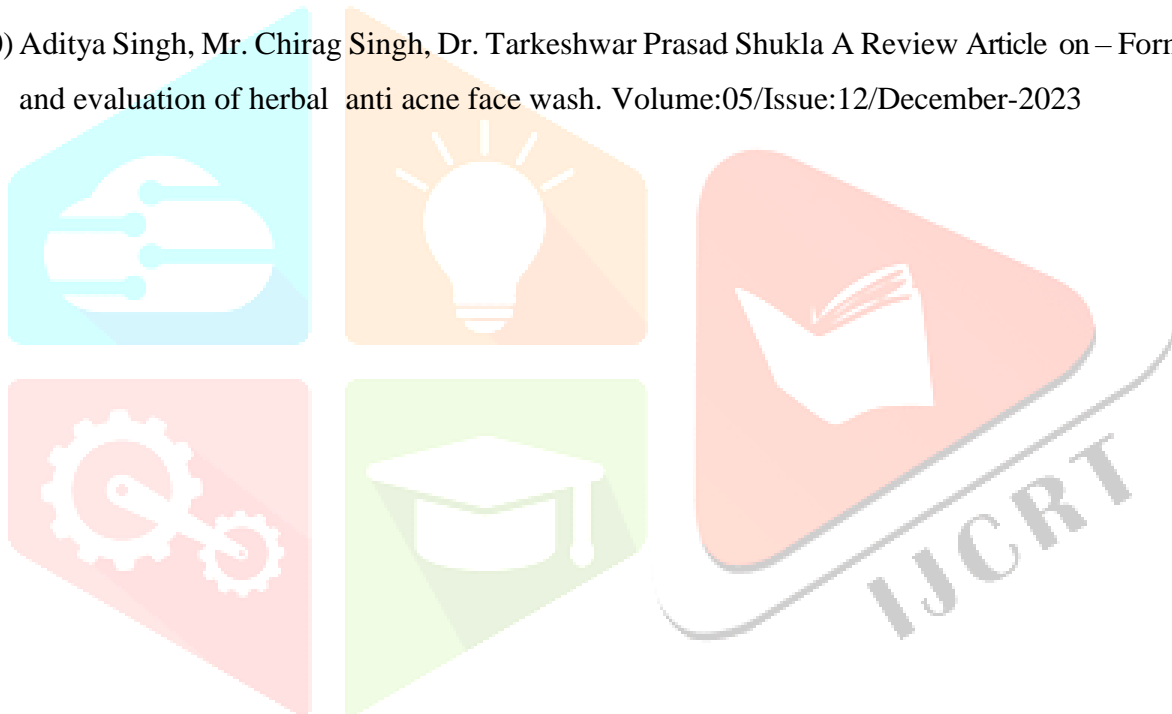 ) Aditya Singh, Mr. Chirag Singh, Dr. Tarkeshwar Prasad Shukla A Review Article on – Forn
and evaluation of herbal anti acne face wash. Volume:05/Issue:12/December-2023
IJCRT